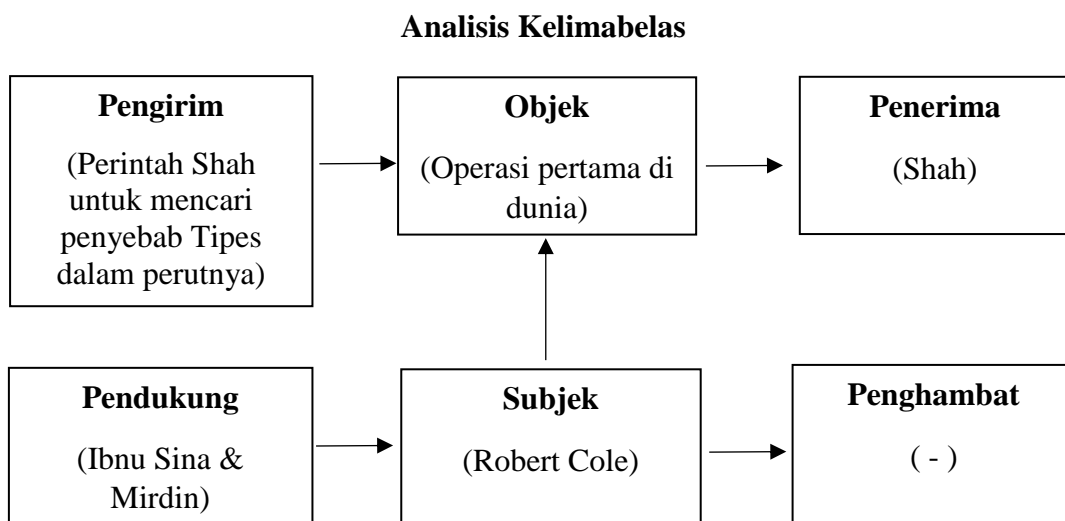 Analisis Kelimabelas
Pengirim
(Perintah Shah
untuk mencari
penyebab Tipes
dalam perutnya)
Objek
(Operasi pertama di
dunia)
Penerima
(Shah)
Pendukung
(Ibnu Sina &
Mirdin)
Subjek
(Robert Cole)
Penghambat
( - )